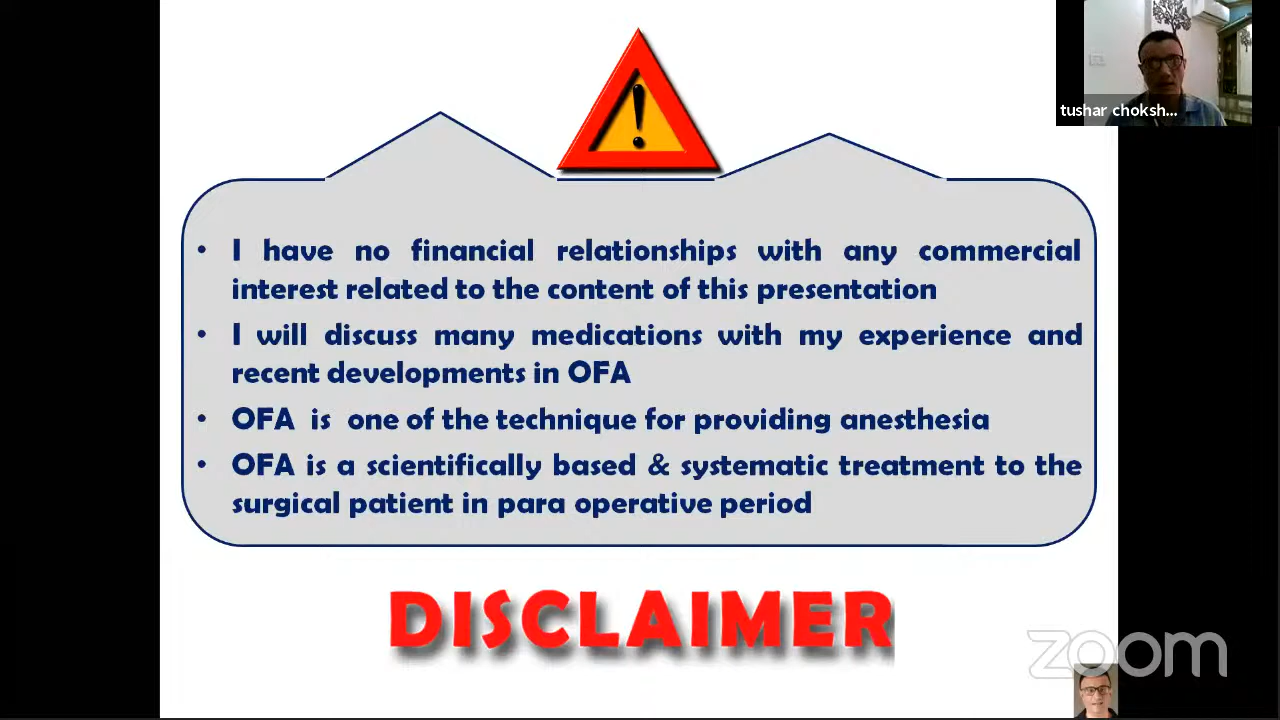 tushar choksh...
• I have no financial relationships with any commercial
interest related to the content of this presentation
• I will discuss many medications with my experience and
recent developments in OFA
• OFA is one of the technique for providing anesthesia
• OFA is a scientifically based & systematic treatment to the
surgical patient in para operative period
DISCLAIMER
zoom